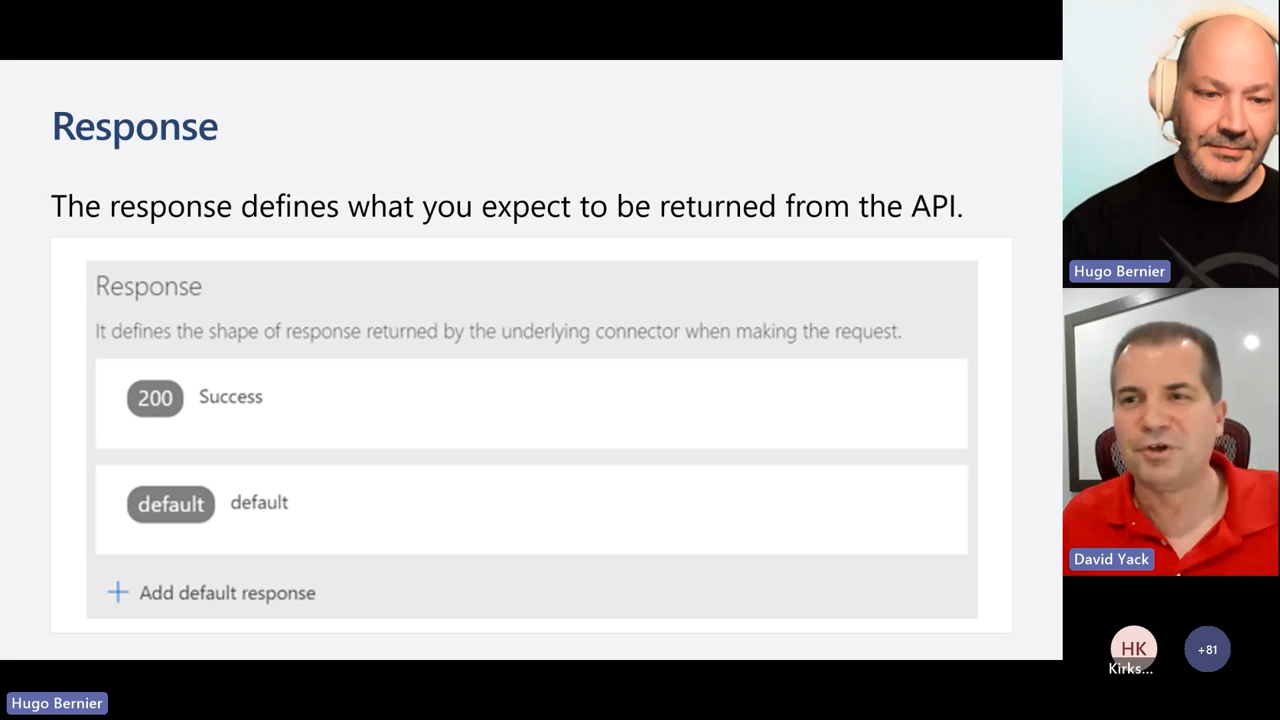 Response
The response defines what you expect to be returned from the API.
Response
It defines the shape of response returned by the underlying connector when making the request.
200 Success
default default
+ Add default response
Hugo Bernier
David Yack
HK
Kirks...
+81
Hugo Bernier